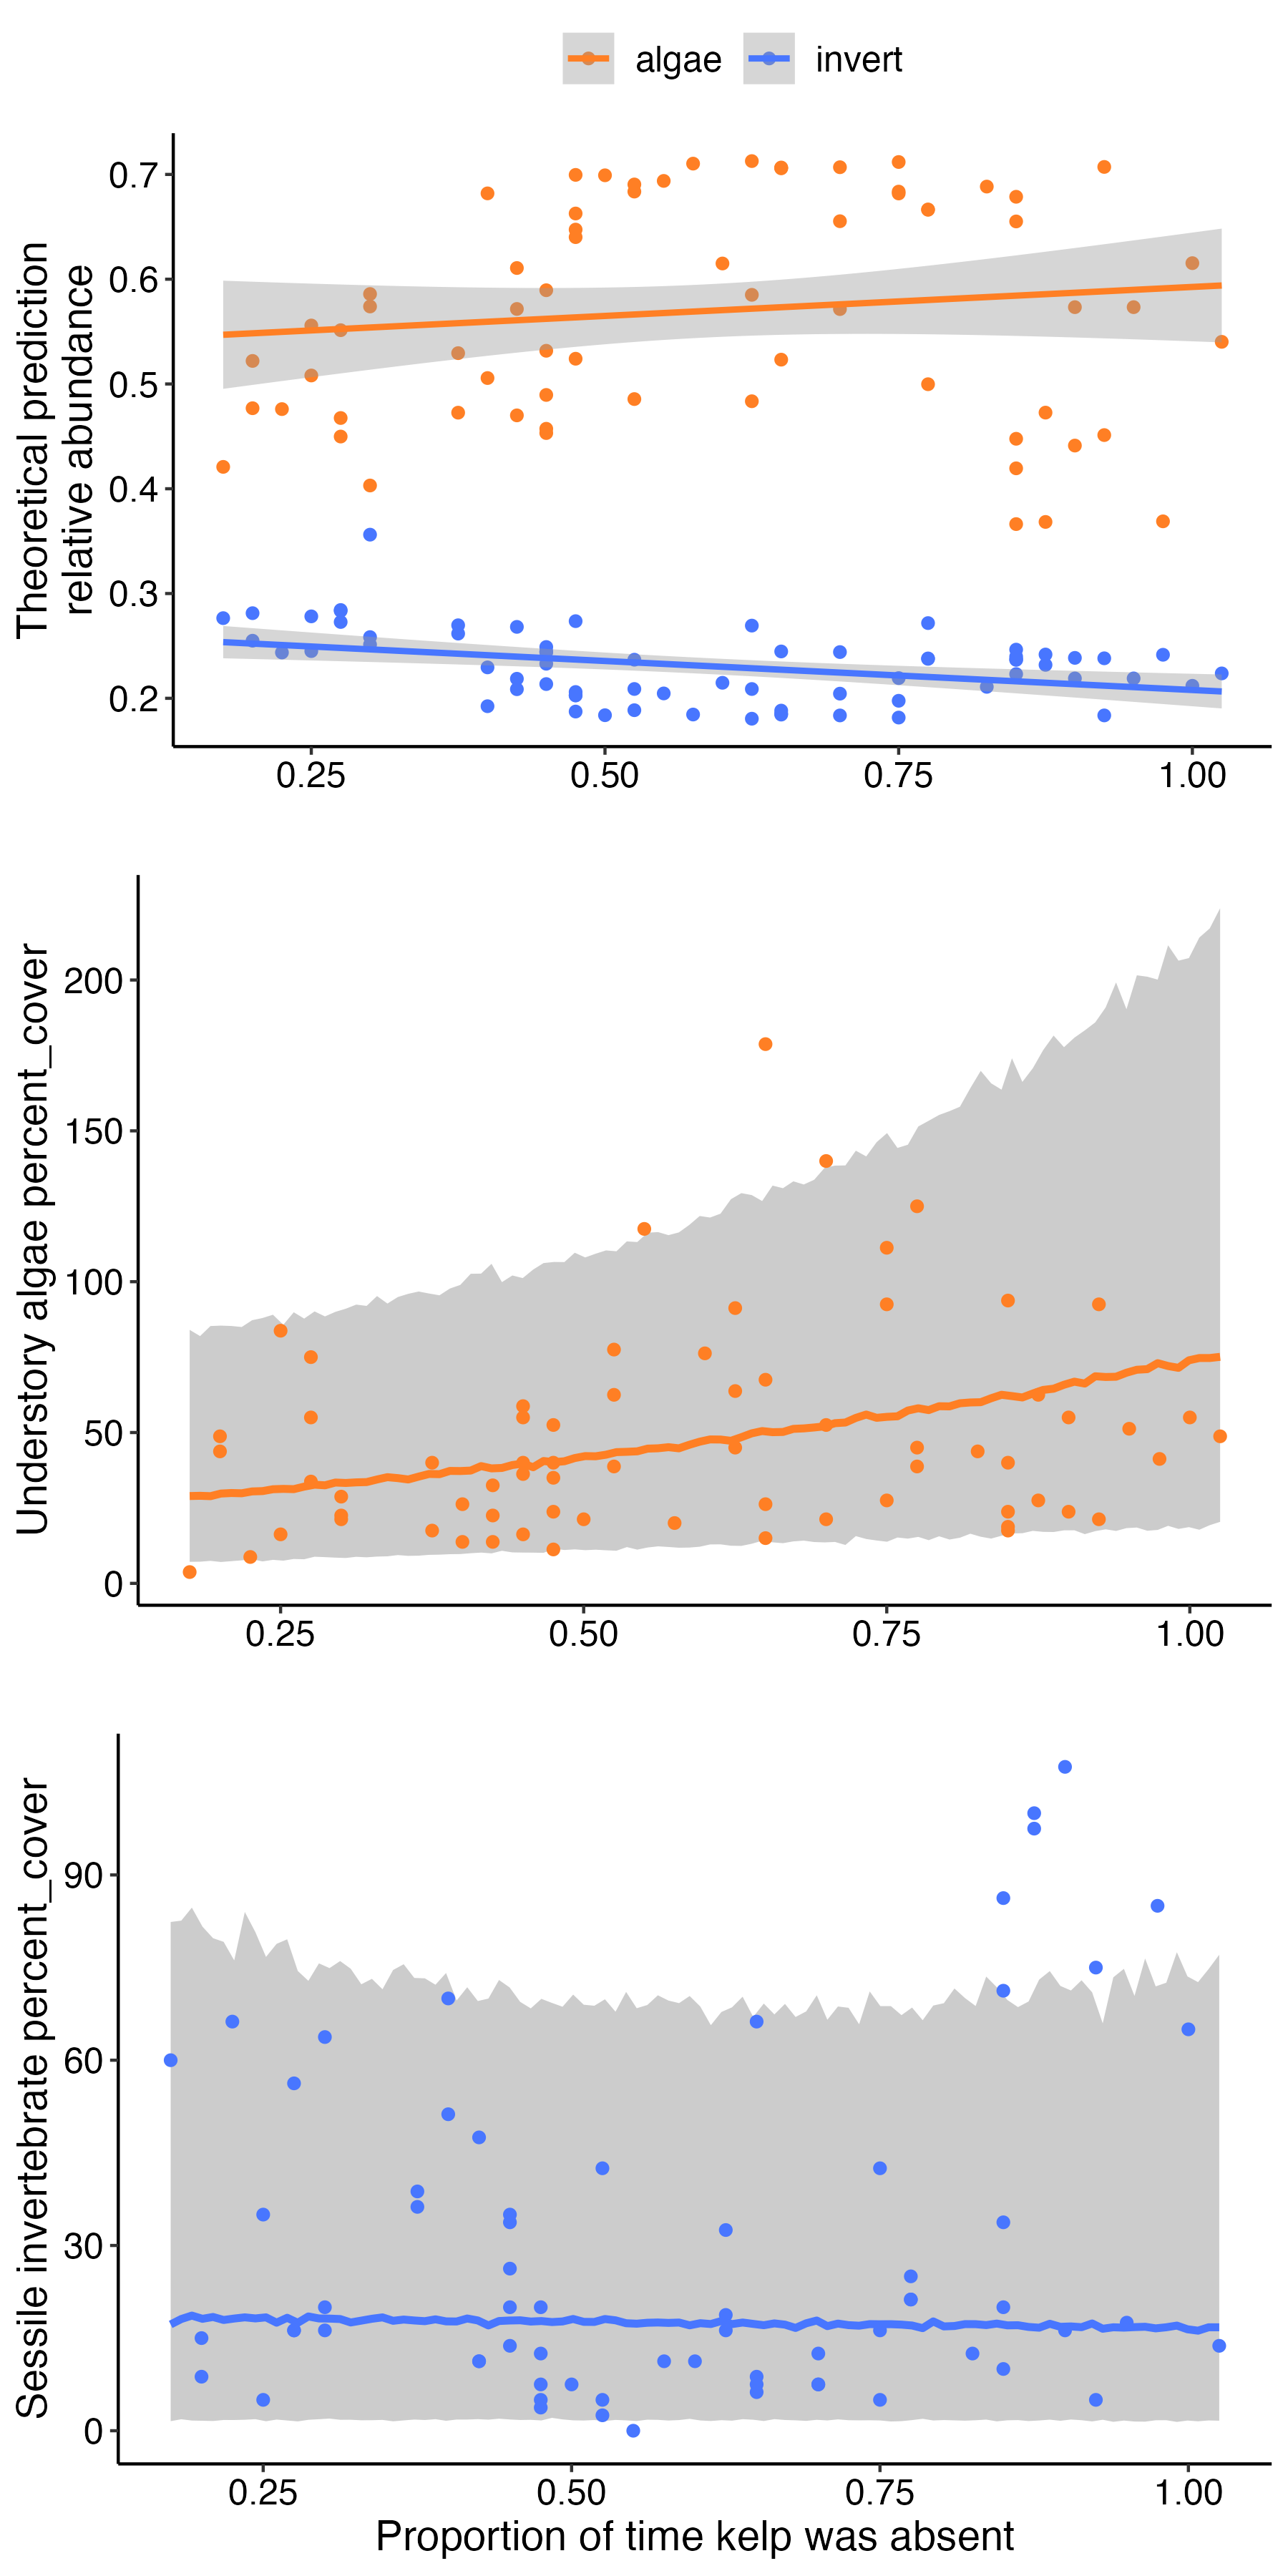 algae invert
Theoretical prediction
relative abundance
0.7
0.6
0.5
0.4
0.3
0.2
0.25 0.50 0.75 1.00
Understory algae percent_cover
200
150
100
50
0
0.25 0.50 0.75 1.00
Sessile invertebrate percent_cover
90
60
30
0
0.25 0.50 0.75 1.00
Proportion of time kelp was absent